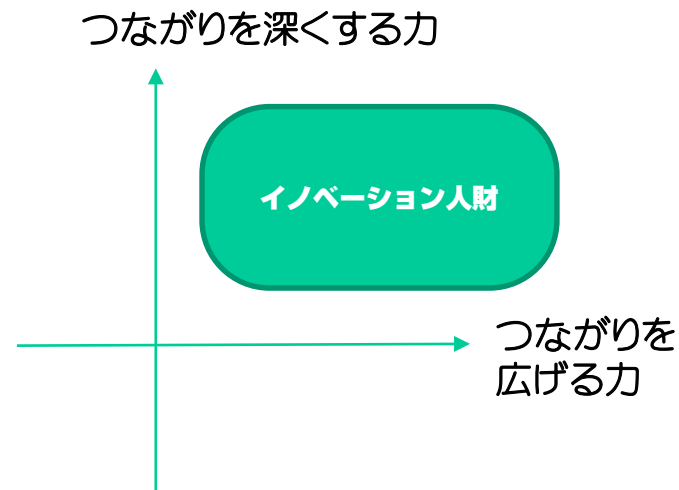 つながりを深くする力
イノベーション人財
つながりを
広げる力